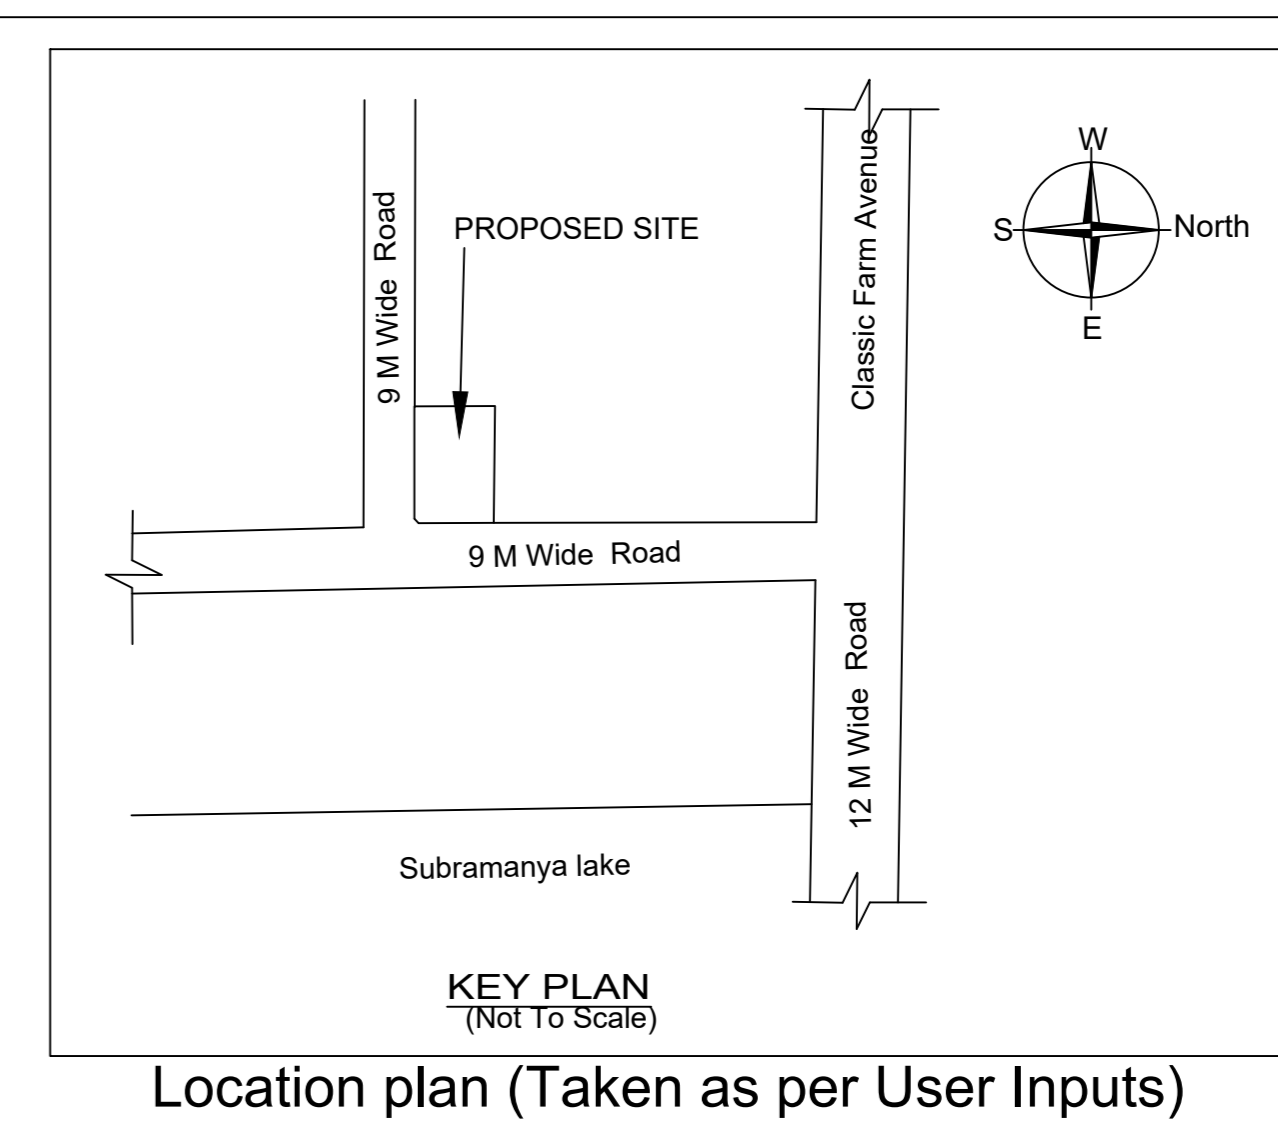 W
S
North
E
Classic Farm Avenue
9 M Wide Road
PROPOSED SITE
9 M Wide Road
12 M Wide Road
Subramanya lake
KEY PLAN
(Not To Scale)
Location plan (Taken as per User Inputs)